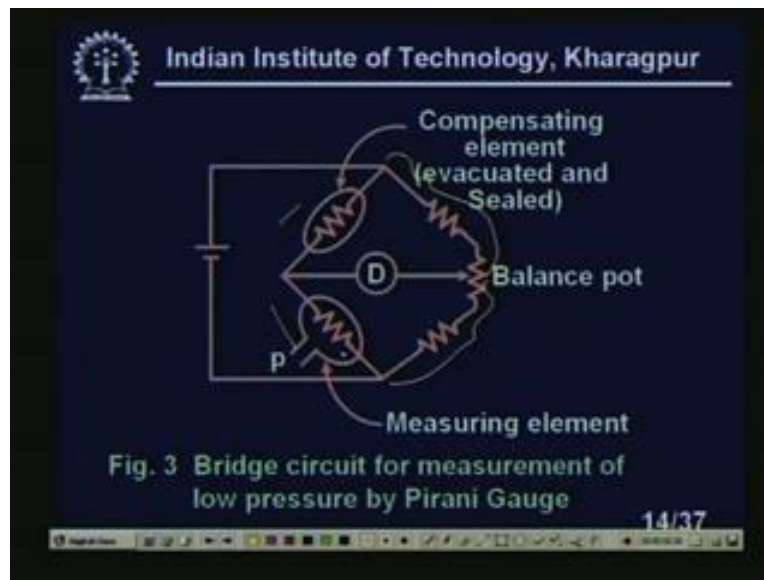 Indian Institute of Technology, Kharagpur
Compensating
element
(evacuated and
Sealed)
D
Balance pot
p
Measuring element
Fig. 3 Bridge circuit for measurement of
low pressure by Pirani Gauge
14/37